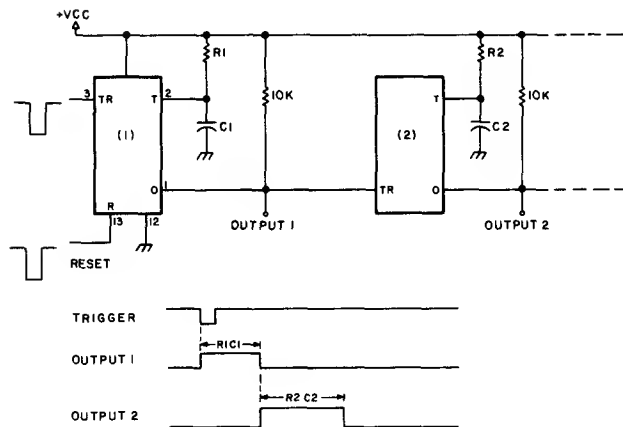 +VCC
R1
R2
3
TR
T
2
10K
T
10K
C1
C2
(1)
(2)
O
1
TR
O
R
13
12
OUTPUT 1
OUTPUT 2
RESET
TRIGGER
R1C1
OUTPUT 1
R2 C2
OUTPUT 2